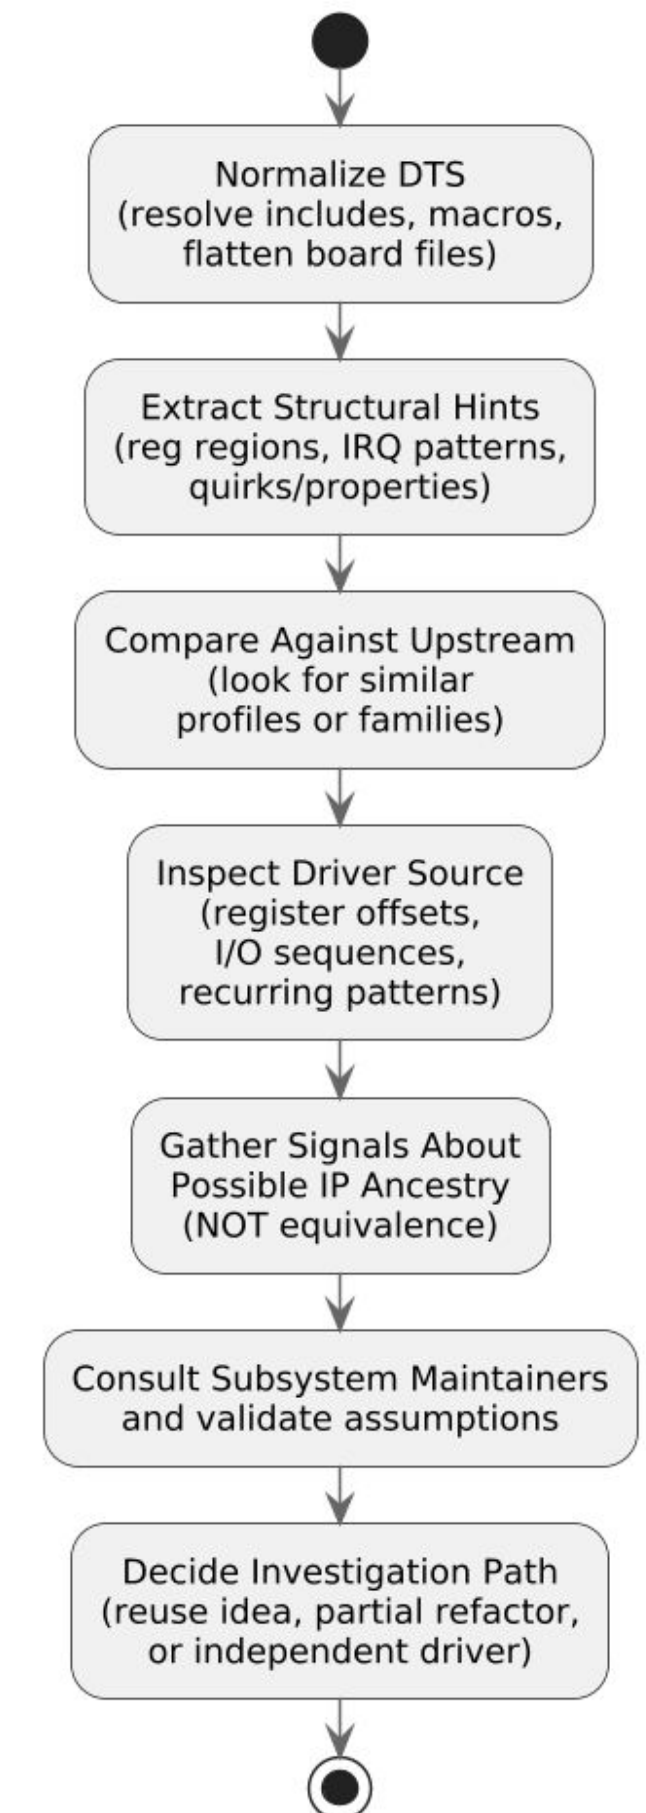 Normalize DTS
(resolve includes, macros,
flatten board files)
Extract Structural Hints
(reg regions, IRQ patterns,
quirks/properties)
Compare Against Upstream
(look for similar
profiles or families)
Inspect Driver Source
(register offsets,
I/O sequences,
recurring patterns)
Gather Signals About
Possible IP Ancestry
(NOT equivalence)
Consult Subsystem Maintainers
and validate assumptions
Decide Investigation Path
(reuse idea, partial refactor,
or independent driver)